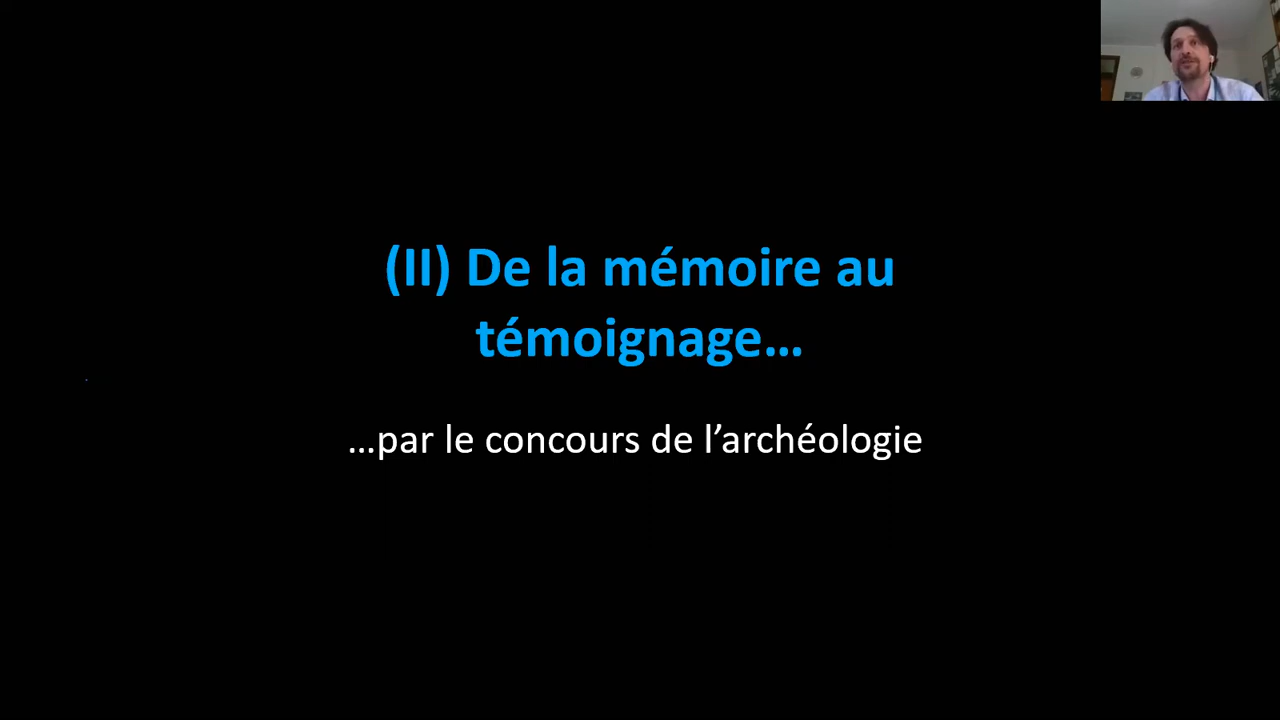 (II) De la mémoire au
témoignage…
…par le concours de l’archéologie